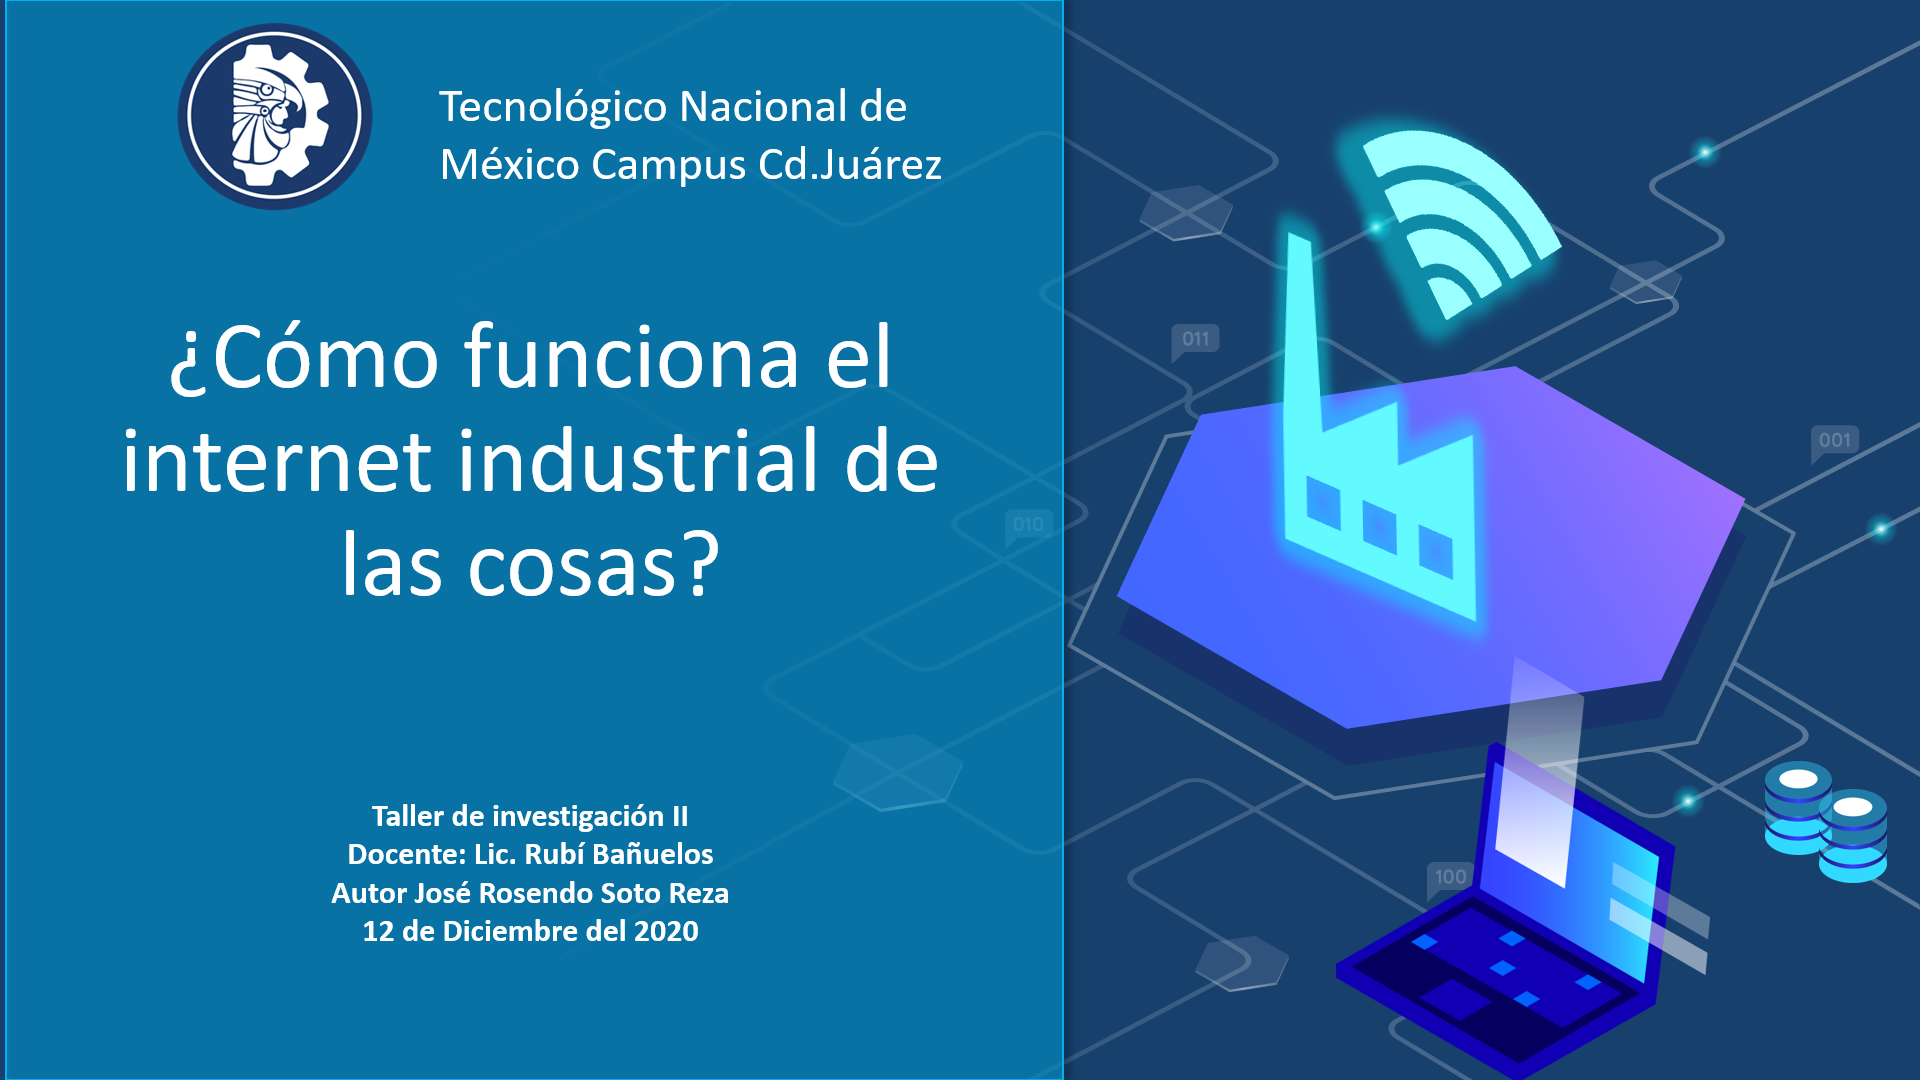 Tecnológico Nacional de
México Campus Cd.Juárez
¿Cómo funciona el
internet industrial de
las cosas?
Taller de investigación II
Docente: Lic. Rubí Bañuelos
Autor José Rosendo Soto Reza
12 de Diciembre del 2020
011
001
010
100